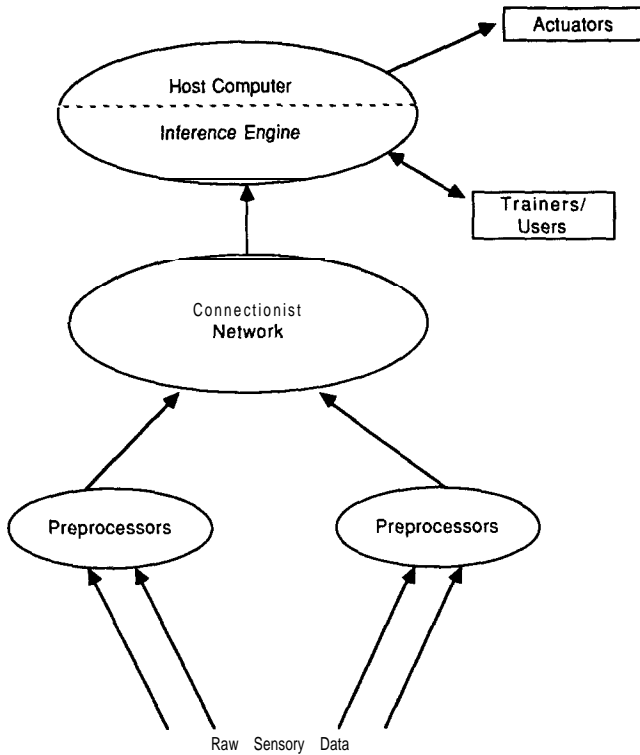 Actuators
Host Computer
Inference Engine
Trainers/
Users
Connectionist
Network
Preprocessors
Preprocessors
Raw Sensory Data